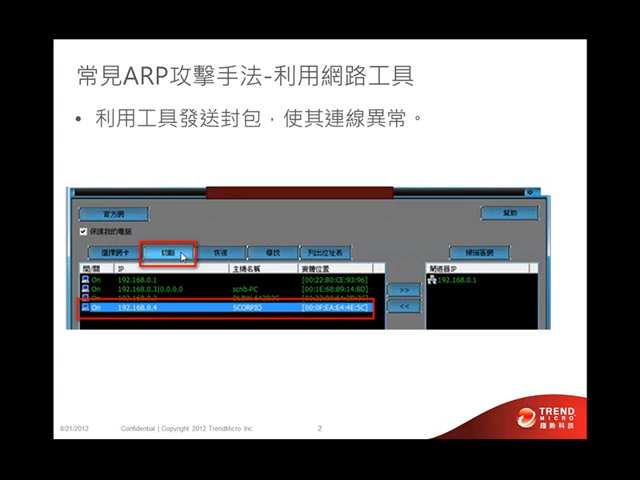 常見ARP攻擊手法-利用網路工具
• 利用工具發送封包，使其連線異常。
官方網
幫助
保護我的電腦
選擇網卡 切斷 恢復 尋找 列出位址表 掃描區網
開/關 IP 主機名稱 實體位置 閘道器IP
On 192.168.0.1 [00:22:B0:CE:93:96] 192.168.0.1
On 192.168.0.3|0.0.0.0 scnb-PC [00:1E:68:89:14:BD]
>>
On 192.168.0.4 SCORPIO [00:0F:EA:E4:4E:5C]
<<
TREND
MICRO
趨勢科技
8/21/2012 Confidential | Copyright 2012 TrendMicro Inc. 2